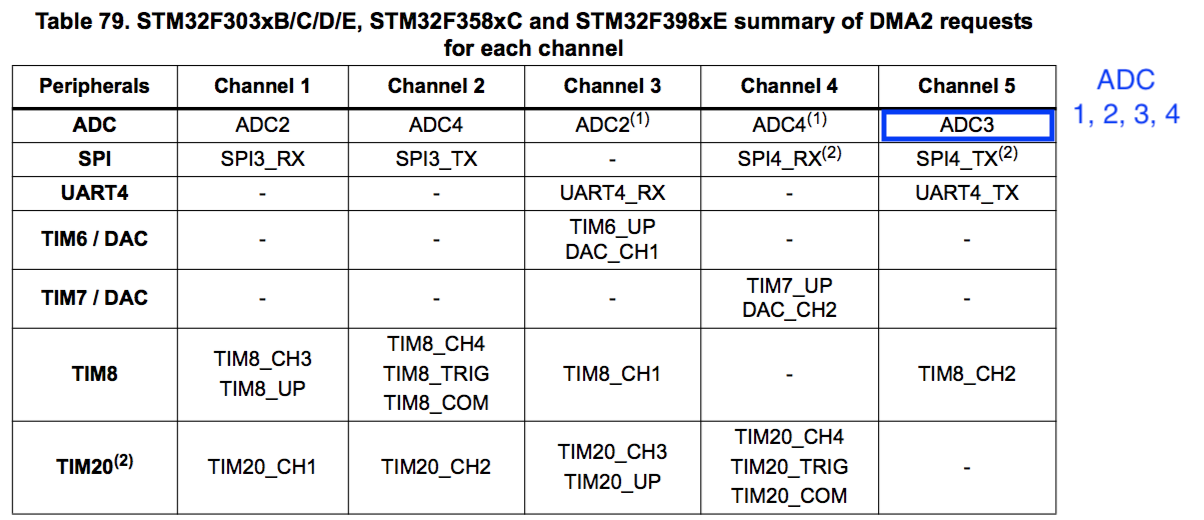 Table 79. STM32F303xB/C/D/E, STM32F358xC and STM32F398xE summary of DMA2 requests
for each channel
Peripherals Channel 1 Channel 2 Channel 3 Channel 4 Channel 5
ADC ADC2 ADC4 ADC2(1) ADC4(1) ADC3
SPI SPI3_RX SPI3_TX - SPI4_RX(2) SPI4_TX(2)
UART4 - - UART4_RX - UART4_TX
TIM6 / DAC - - TIM6_UP DAC_CH1 - -
TIM7 / DAC - - - TIM7_UP DAC_CH2 -
TIM8 TIM8_CH3 TIM8_UP TIM8_CH4 TIM8_TRIG TIM8_COM TIM8_CH1 - TIM8_CH2
TIM20(2) TIM20_CH1 TIM20_CH2 TIM20_CH3 TIM20_UP TIM20_CH4 TIM20_TRIG TIM20_COM -
ADC
1, 2, 3, 4